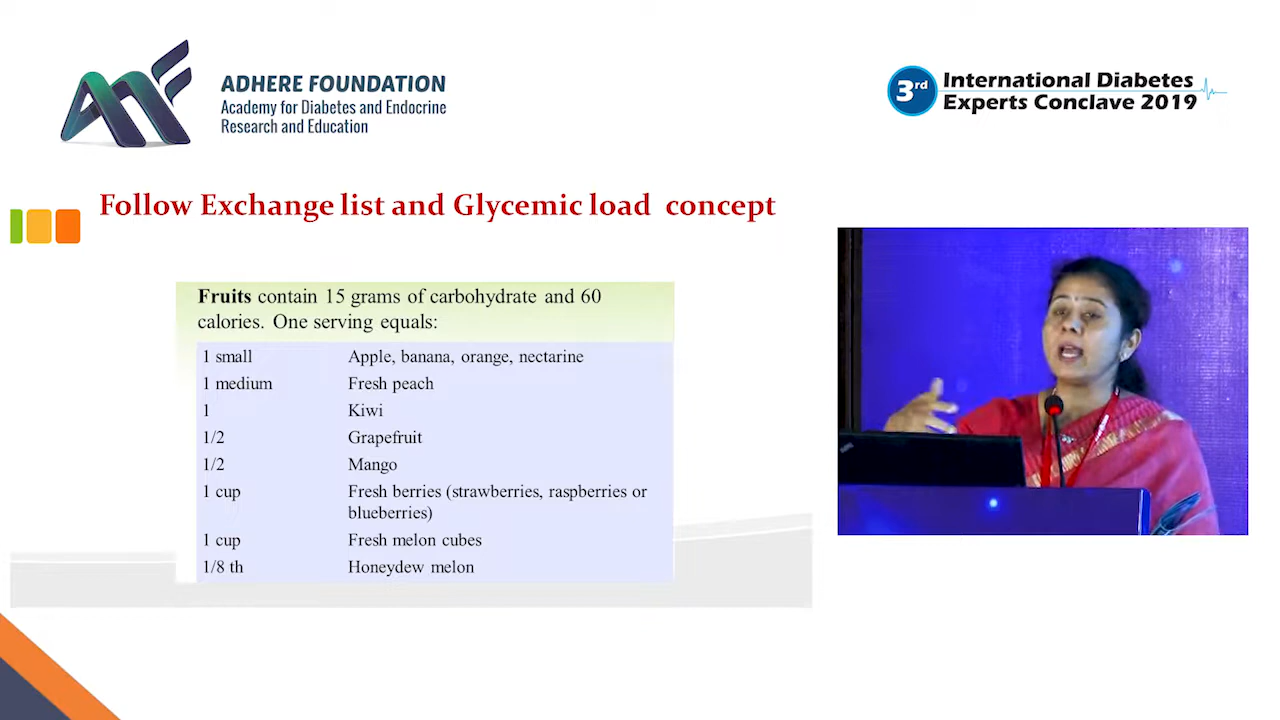 ADHERE FOUNDATION
Academy for Diabetes and Endocrine
Research and Education
3rd
International Diabetes
Experts Conclave 2019
Follow Exchange list and Glycemic load concept
Fruits contain 15 grams of carbohydrate and 60
calories. One serving equals:
1 small Apple, banana, orange, nectarine
1 medium Fresh peach
1 Kiwi
1/2 Grapefruit
1/2 Mango
1 cup Fresh berries (strawberries, raspberries or
blueberries)
1 cup Fresh melon cubes
1/8 th Honeydew melon